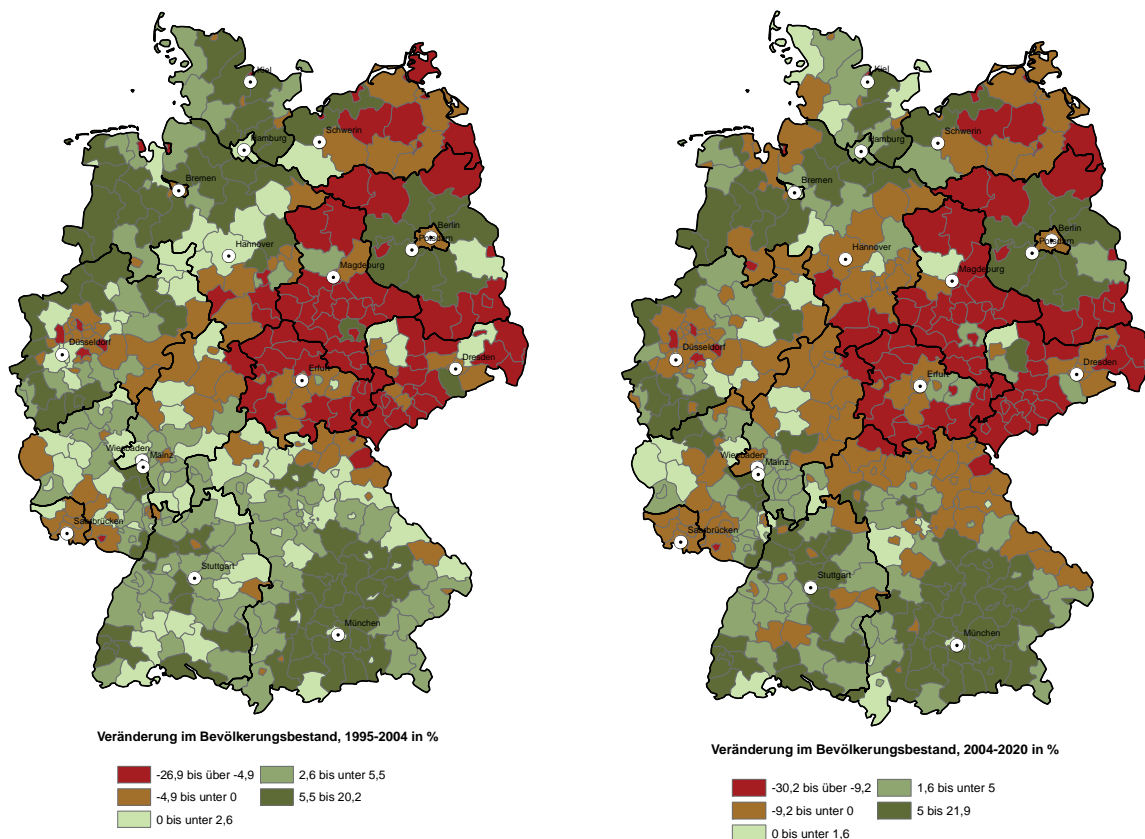 Kiel
Hamburg
Schwerin
Bremen
Hannover
Berlin
Potsdam
Magdeburg
Düsseldorf
Erfurt
Dresden
Wiesbaden
Mainz
Saarbrücken
Stuttgart
München
Veränderung im Bevölkerungsbestand, 1995-2004 in %
-26,9 bis über -4,9
2,6 bis unter 5,5
-4,9 bis unter 0
5,5 bis 20,2
0 bis unter 2,6
Kiel
Hamburg
Schwerin
Bremen
Hannover
Berlin
Potsdam
Magdeburg
Düsseldorf
Erfurt
Dresden
Wiesbaden
Mainz
Saarbrücken
Stuttgart
München
Veränderung im Bevölkerungsbestand, 2004-2020 in %
-30,2 bis über -9,2
1,6 bis unter 5
-9,2 bis unter 0
5 bis 21,9
0 bis unter 1,6